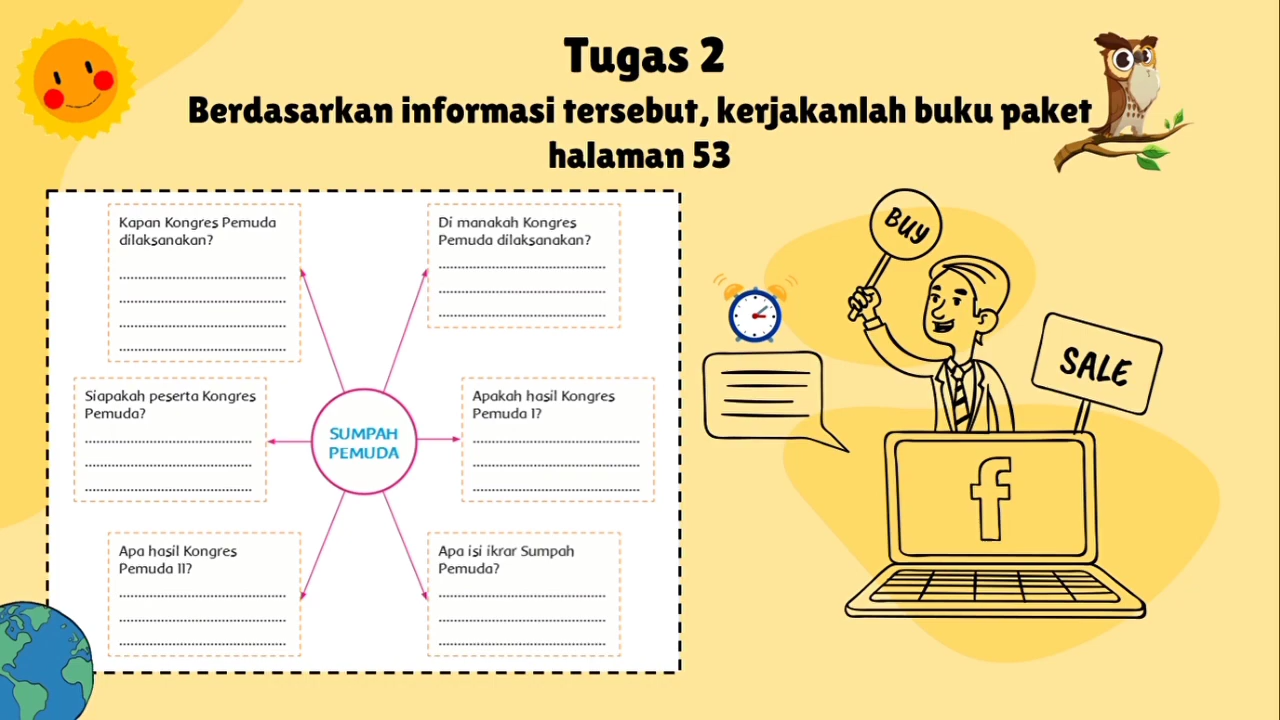 Tugas 2
Berdasarkan informasi tersebut, kerjakanlah buku paket
halaman 53
Kapan Kongres Pemuda
dilaksanakan?
Di manakah Kongres
Pemuda dilaksanakan?
Siapakah peserta Kongres
Pemuda?
SUMPAH
PEMUDA
Apakah hasil Kongres
Pemuda I?
Apa hasil Kongres
Pemuda II?
Apa isi ikrar Sumpah
Pemuda?
BUY
SALE
f